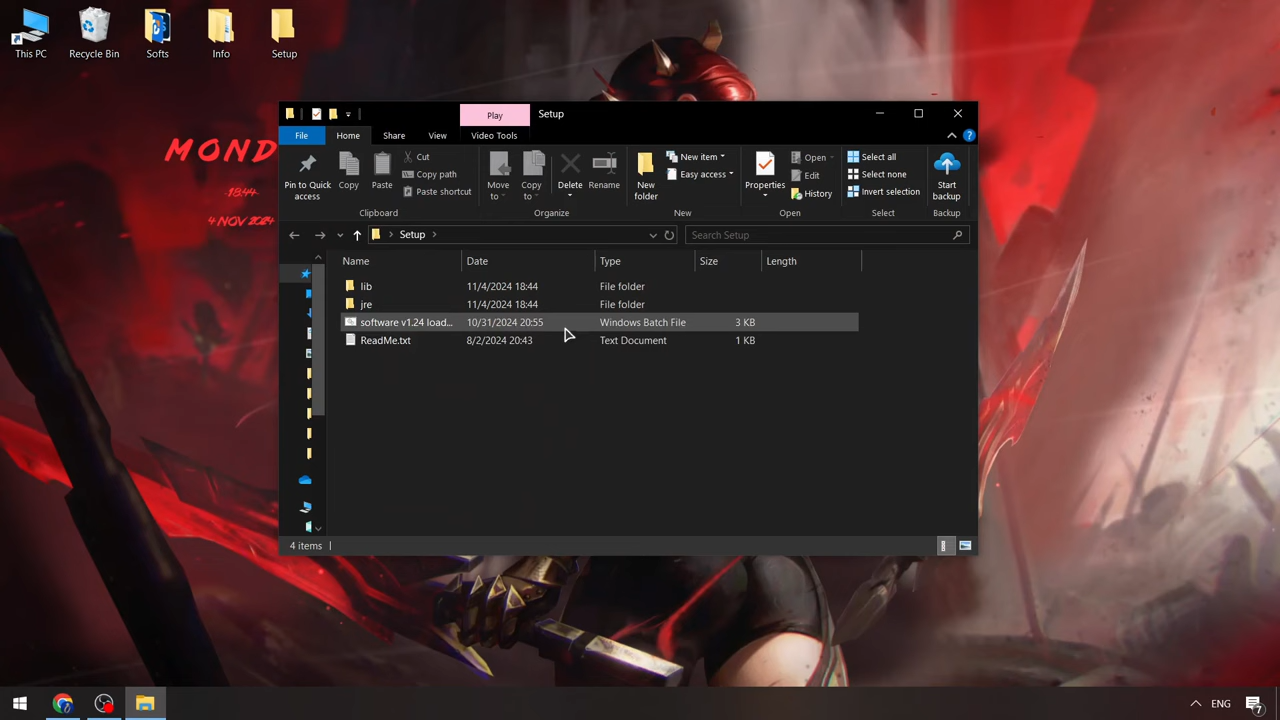 This PC
Recycle Bin
Softs
Info
Setup
MOND
18:44
4 NOV 2024
Play
Setup
File
Home
Share
View
Video Tools
Pin to Quick access
Copy
Paste
Cut
Copy path
Paste shortcut
Move to
Copy to
Delete
Rename
New folder
New item
Easy access
Properties
Open
Edit
History
Select all
Select none
Invert selection
Start backup
Clipboard
Organize
New
Open
Select
Backup
Setup
Search Setup
Name Date Type Size Length
lib 11/4/2024 18:44 File folder
jre 11/4/2024 18:44 File folder
software v1.24 load... 10/31/2024 20:55 Windows Batch File 3 KB
ReadMe.txt 8/2/2024 20:43 Text Document 1 KB
4 items
ENG
7